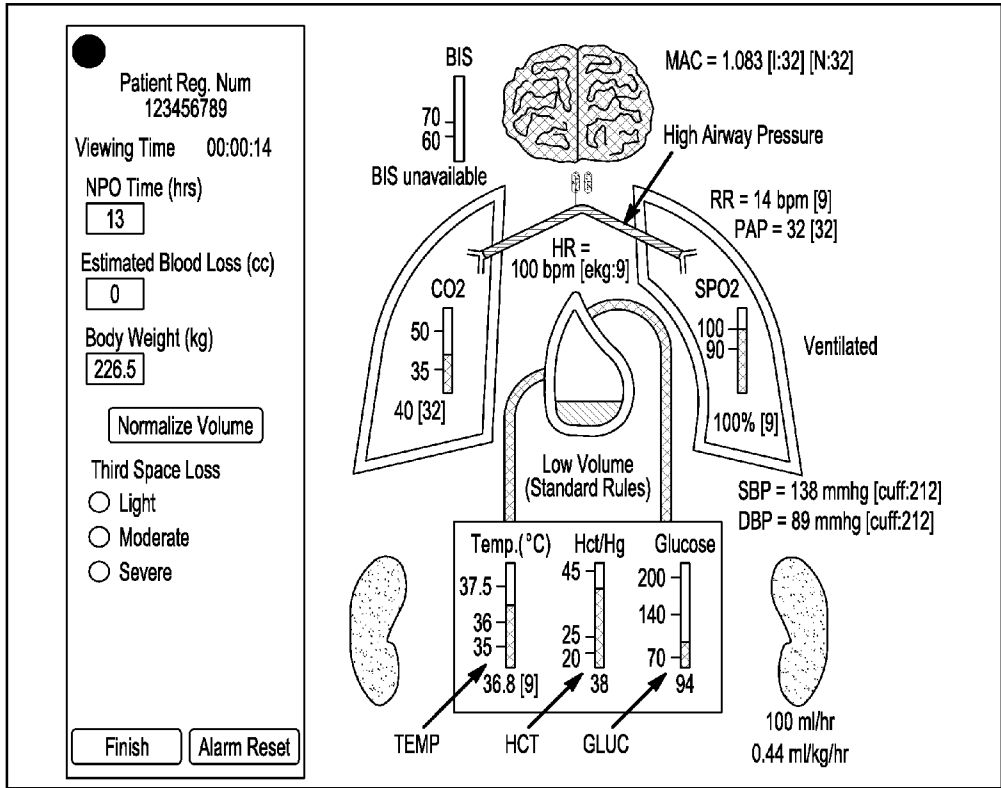 Patient Reg. Num
123456789
Viewing Time 00:00:14
NPO Time (hrs)
13
Estimated Blood Loss (cc)
0
Body Weight (kg)
226.5
Normalize Volume
Third Space Loss
Light
Moderate
Severe
Finish
Alarm Reset
BIS
70
60
BIS unavailable
MAC = 1.083 [I:32] [N:32]
High Airway Pressure
RR = 14 bpm [9]
PAP = 32 [32]
HR =
100 bpm [ekg:9]
CO2
50
35
40 [32]
SPO2
100
90
100% [9]
Ventilated
Low Volume
(Standard Rules)
SBP = 138 mmhg [cuff:212]
DBP = 89 mmhg [cuff:212]
Temp.(°C)
37.5
36
35
36.8 [9]
Hct/Hg
45
25
20
38
Glucose
200
140
70
94
TEMP
HCT
GLUC
100 ml/hr
0.44 ml/kg/hr